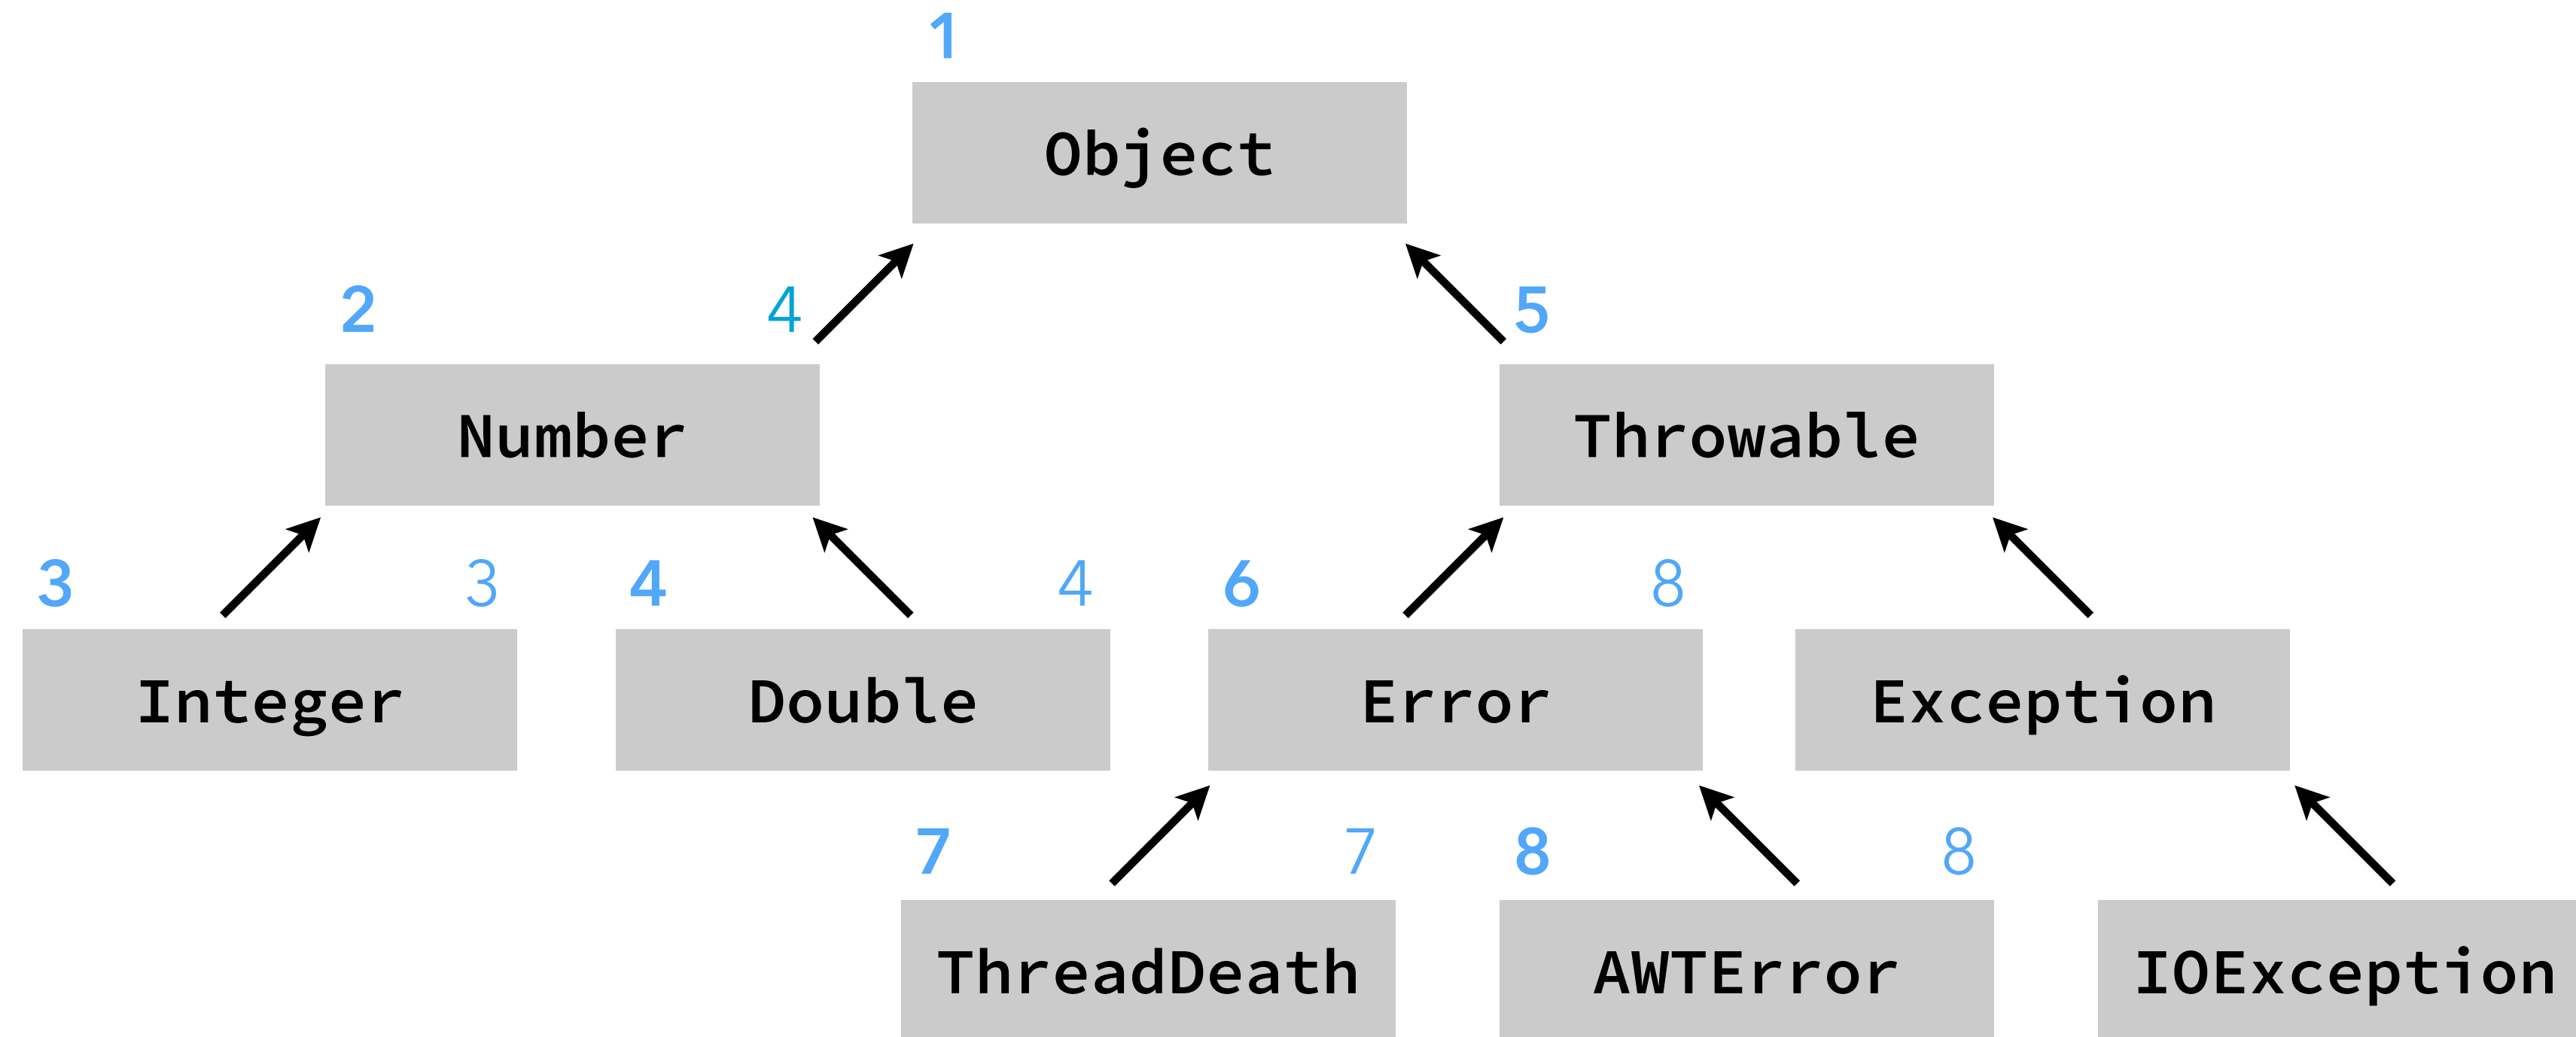 1
Object
2 4 5
Number Throwable
3 3 4 4 6 8
Integer Double Error Exception
7 7 8 8
ThreadDeath AWTError IOException